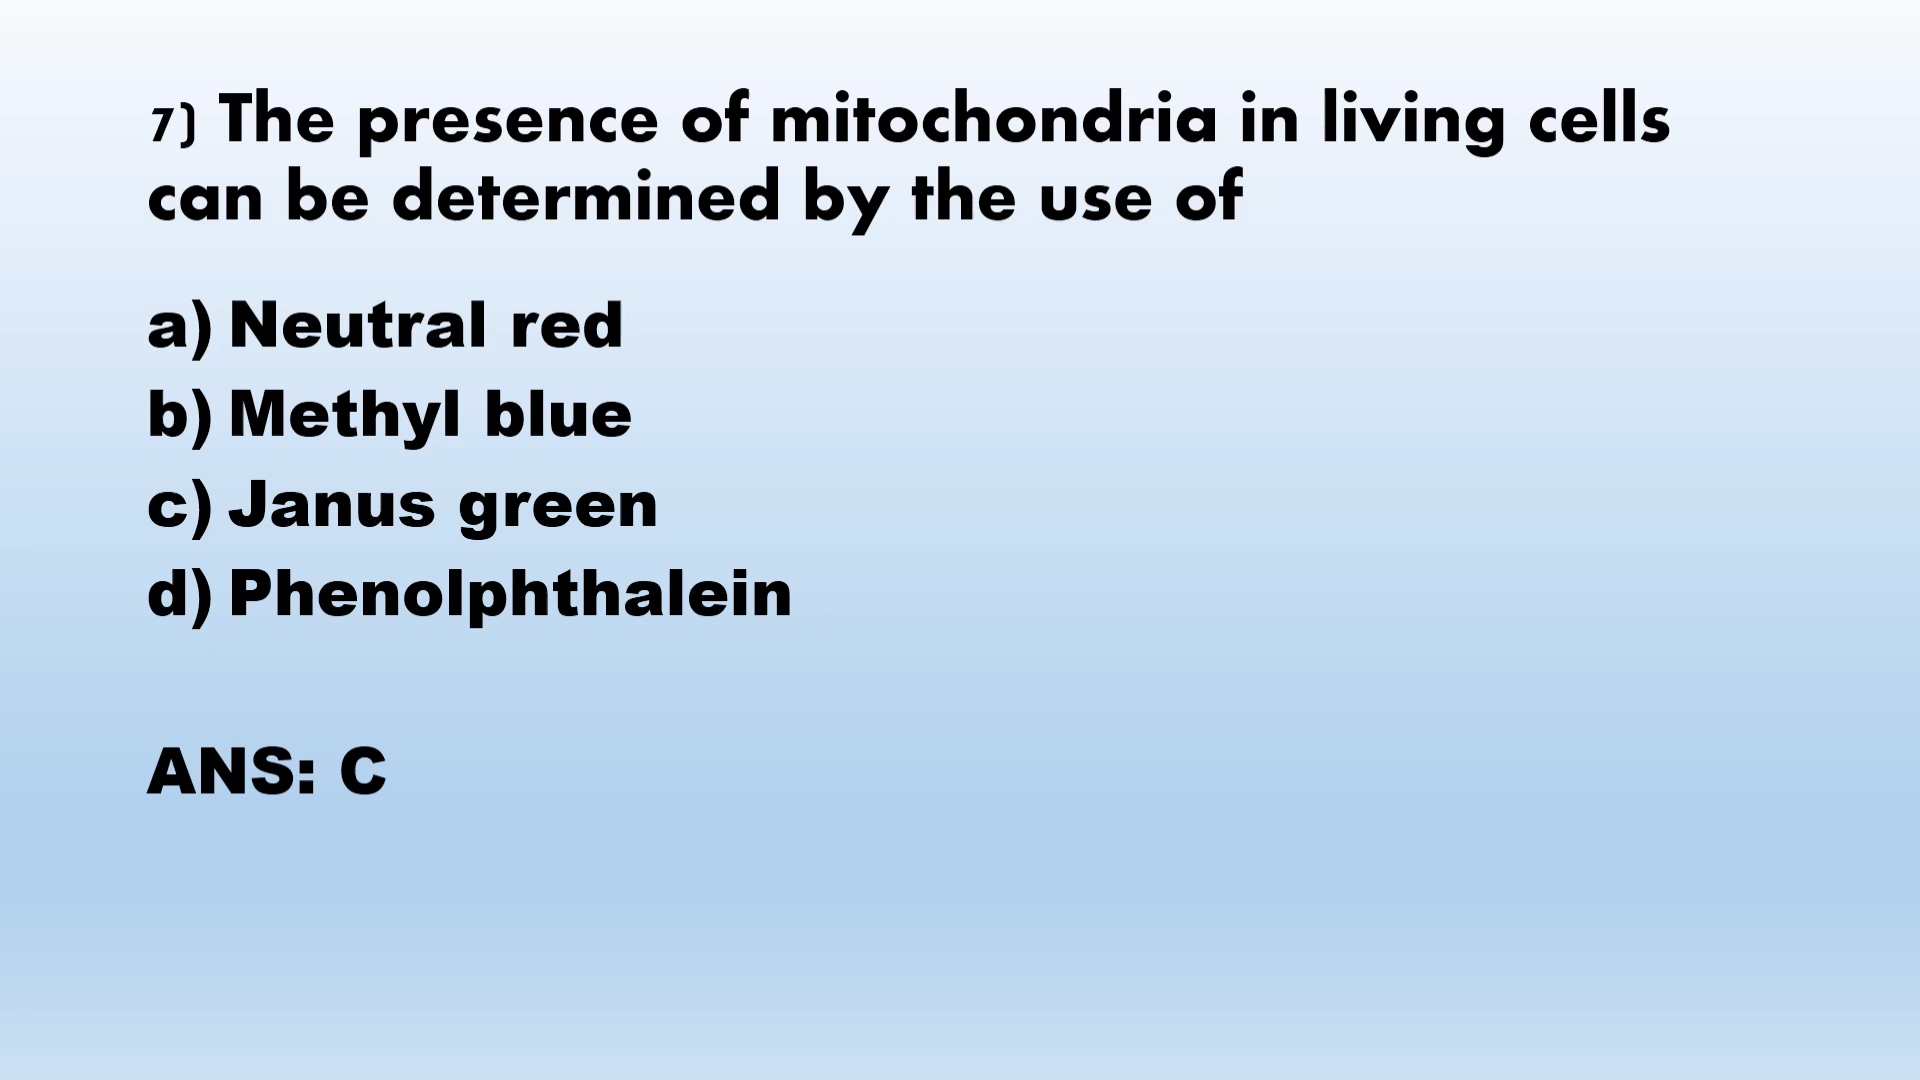 7) The presence of mitochondria in living cells
can be determined by the use of
a) Neutral red
b) Methyl blue
c) Janus green
d) Phenolphthalein
ANS: C